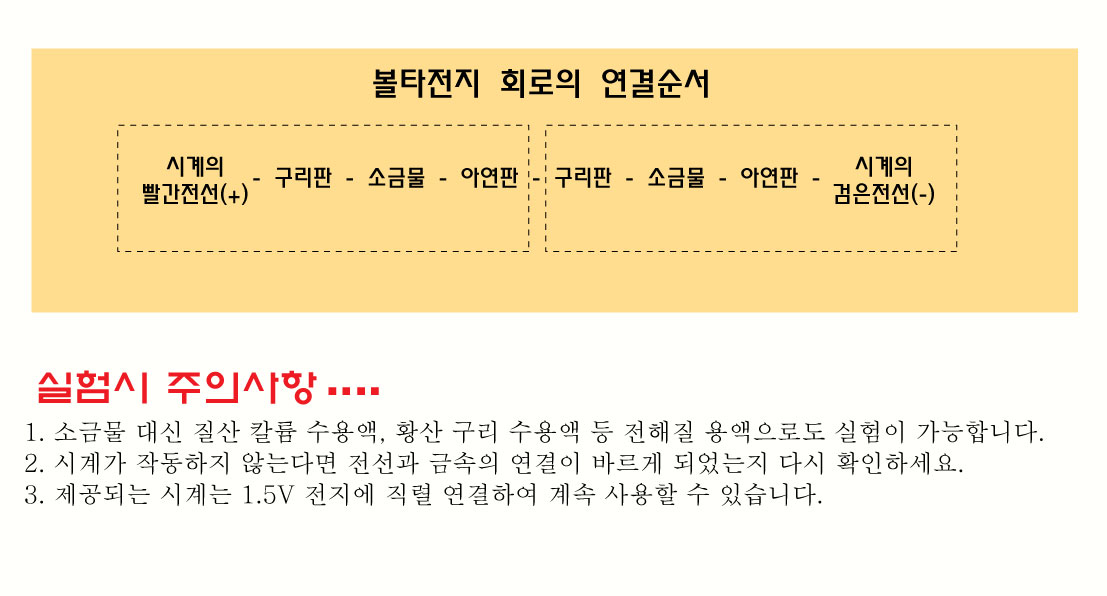 볼타전지 회로의 연결순서
시계의 빨간전선(+) - 구리판 - 소금물 - 아연판 - 구리판 - 소금물 - 아연판 - 시계의 검은전선(-)
실험시 주의사항 ....
1. 소금물 대신 질산 칼륨 수용액, 황산 구리 수용액 등 전해질 용액으로도 실험이 가능합니다.
2. 시계가 작동하지 않는다면 전선과 금속의 연결이 바르게 되었는지 다시 확인하세요.
3. 제공되는 시계는 1.5V 전지에 직렬 연결하여 계속 사용할 수 있습니다.